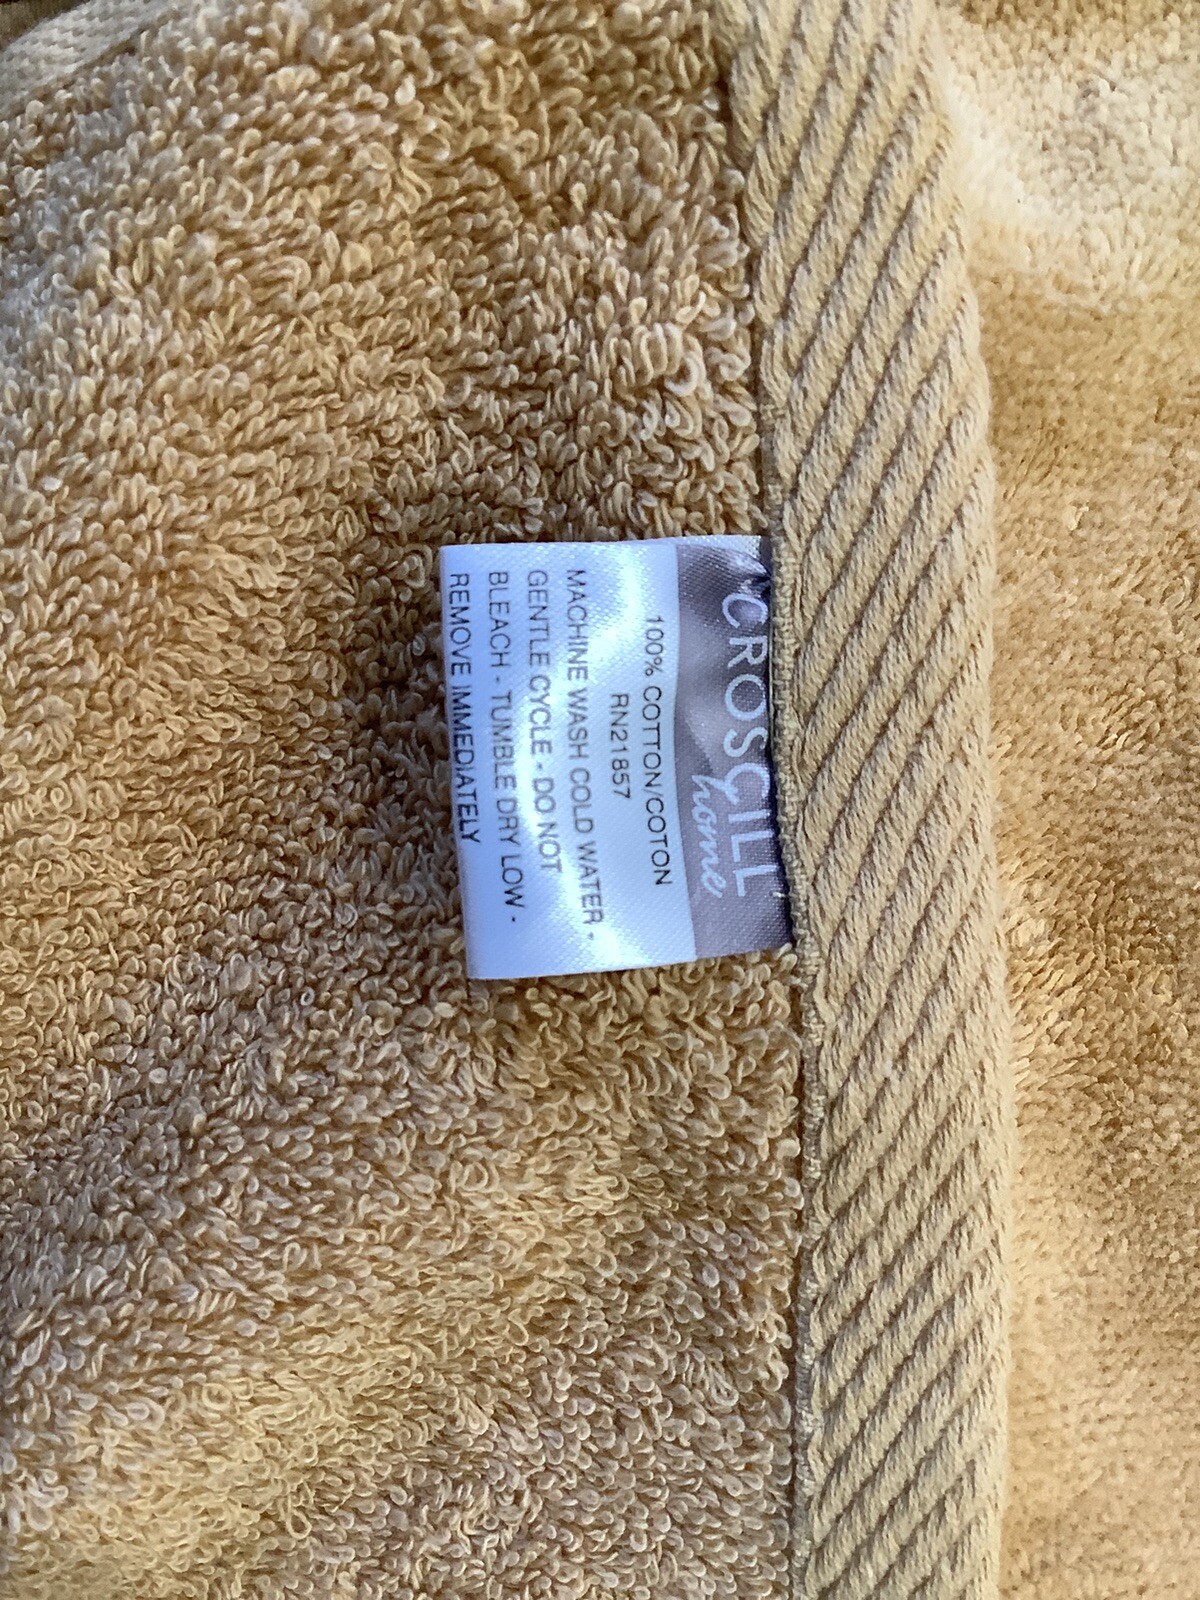 CROSCILL
home
100% COTTON/COTON
RN21857
MACHINE WASH COLD WATER -
GENTLE CYCLE - DO NOT
BLEACH - TUMBLE DRY LOW -
REMOVE IMMEDIATELY